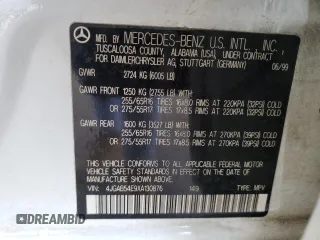 MFD BY MERCEDES-BENZ U.S. INTL., INC.
TUSCALOOSA COUNTY, ALABAMA (USA), UNDER CONTRACT
FOR DAIMLERCHRYSLER AG, STUTTGART (GERMANY) 06/99
GVWR 2724 KG (6005 LB)
GAWR FRONT 1250 KG (2755 LB) WITH
255/65R16 TIRES 16x8.0 RIMS AT 220KPA (32PSI) COLD
275/55R17 TIRES 17x8.5 RIMS AT 220KPA (32PSI) COLD
GAWR REAR 1600 KG (3527 LB) WITH
255/65R16 TIRES 16x8.0 RIMS AT 270KPA (39PSI) COLD
275/55R17 TIRES 17x8.5 RIMS AT 270KPA (39PSI) COLD
THIS VEHICLE CONFORMS TO ALL APPLICABLE U.S. FEDERAL MOTOR
VEHICLE SAFETY STANDARDS IN EFFECT ON THE DATE OF
MANUFACTURE SHOWN ABOVE.
VIN: 4JGAB54E9XA130876 149 TYPE: MPV
DEALER'S CLUB